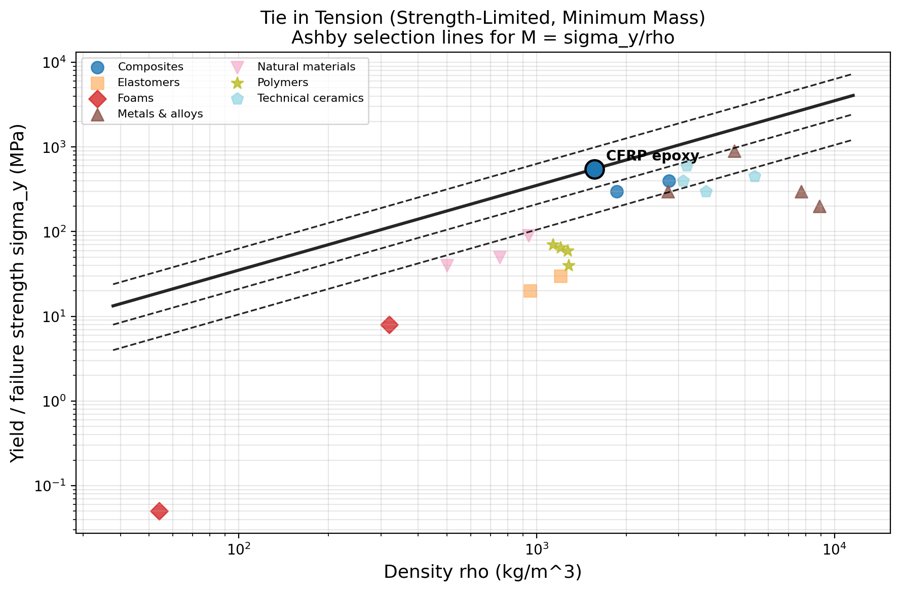 Tie in Tension (Strength-Limited, Minimum Mass)
Ashby selection lines for M = sigma_y/rho
Composites
Elastomers
Foams
Metals & alloys
Natural materials
Polymers
Technical ceramics
CFRP epoxy
Yield / failure strength sigma_y (MPa)
10^4
10^3
10^2
10^1
10^0
10^−1
10^2
10^3
10^4
Density rho (kg/m^3)